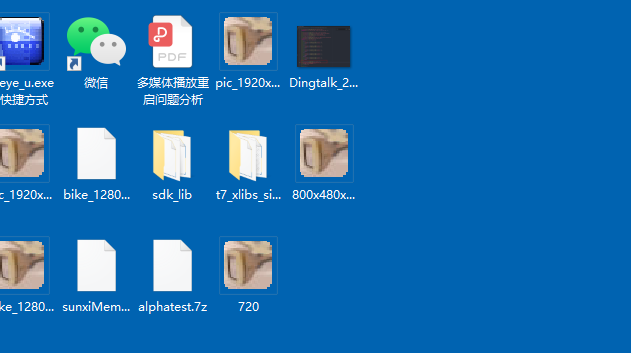 eye_u.exe
快捷方式
微信
多媒体播放重
启问题分析
PDF
pic_1920x...
Dingtalk_2...
c_1920x...
bike_1280...
sdk_lib
t7_xlibs_si...
800x480x...
ke_1280...
sunxiMem...
alphatest.7z
720